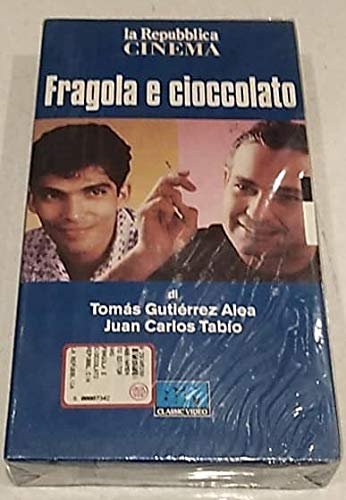 la Repubblica
CINEMA
Fragola e cioccolato
di
Tomás Gutiérrez Alea
Juan Carlos Tabío
CLASSIC VIDEO